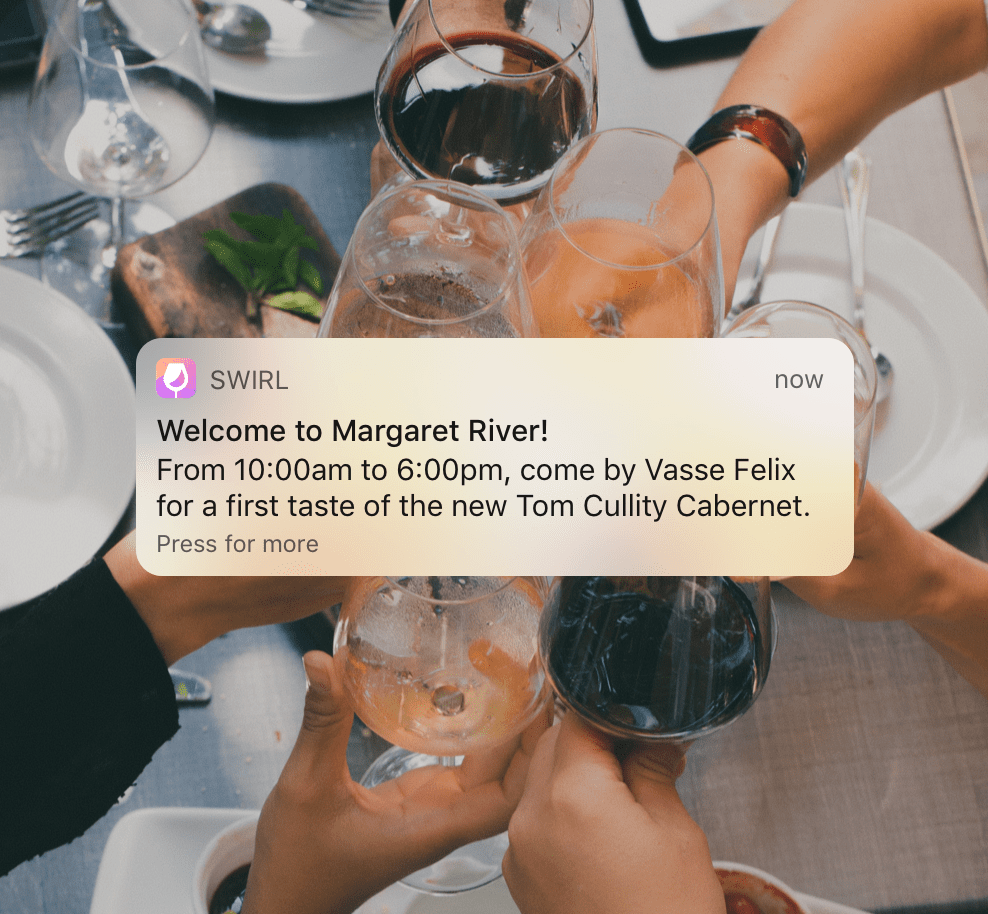 SWIRL now
Welcome to Margaret River!
From 10:00am to 6:00pm, come by Vasse Felix
for a first taste of the new Tom Cullity Cabernet.
Press for more